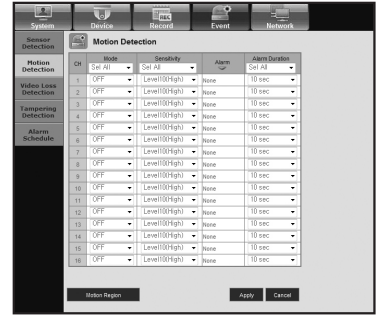 System Device Record Event Network
Sensor Detection
Motion Detection
Video Loss Detection
Tampering Detection
Alarm Schedule
Motion Detection
CH Mode Sensitivity Alarm Alarm Duration
Sel All Sel All Sel All
1 OFF Level10(High) None 10 sec
2 OFF Level10(High) None 10 sec
3 OFF Level10(High) None 10 sec
4 OFF Level10(High) None 10 sec
5 OFF Level10(High) None 10 sec
6 OFF Level10(High) None 10 sec
7 OFF Level10(High) None 10 sec
8 OFF Level10(High) None 10 sec
9 OFF Level10(High) None 10 sec
10 OFF Level10(High) None 10 sec
11 OFF Level10(High) None 10 sec
12 OFF Level10(High) None 10 sec
13 OFF Level10(High) None 10 sec
14 OFF Level10(High) None 10 sec
15 OFF Level10(High) None 10 sec
16 OFF Level10(High) None 10 sec
Motion Region Apply Cancel